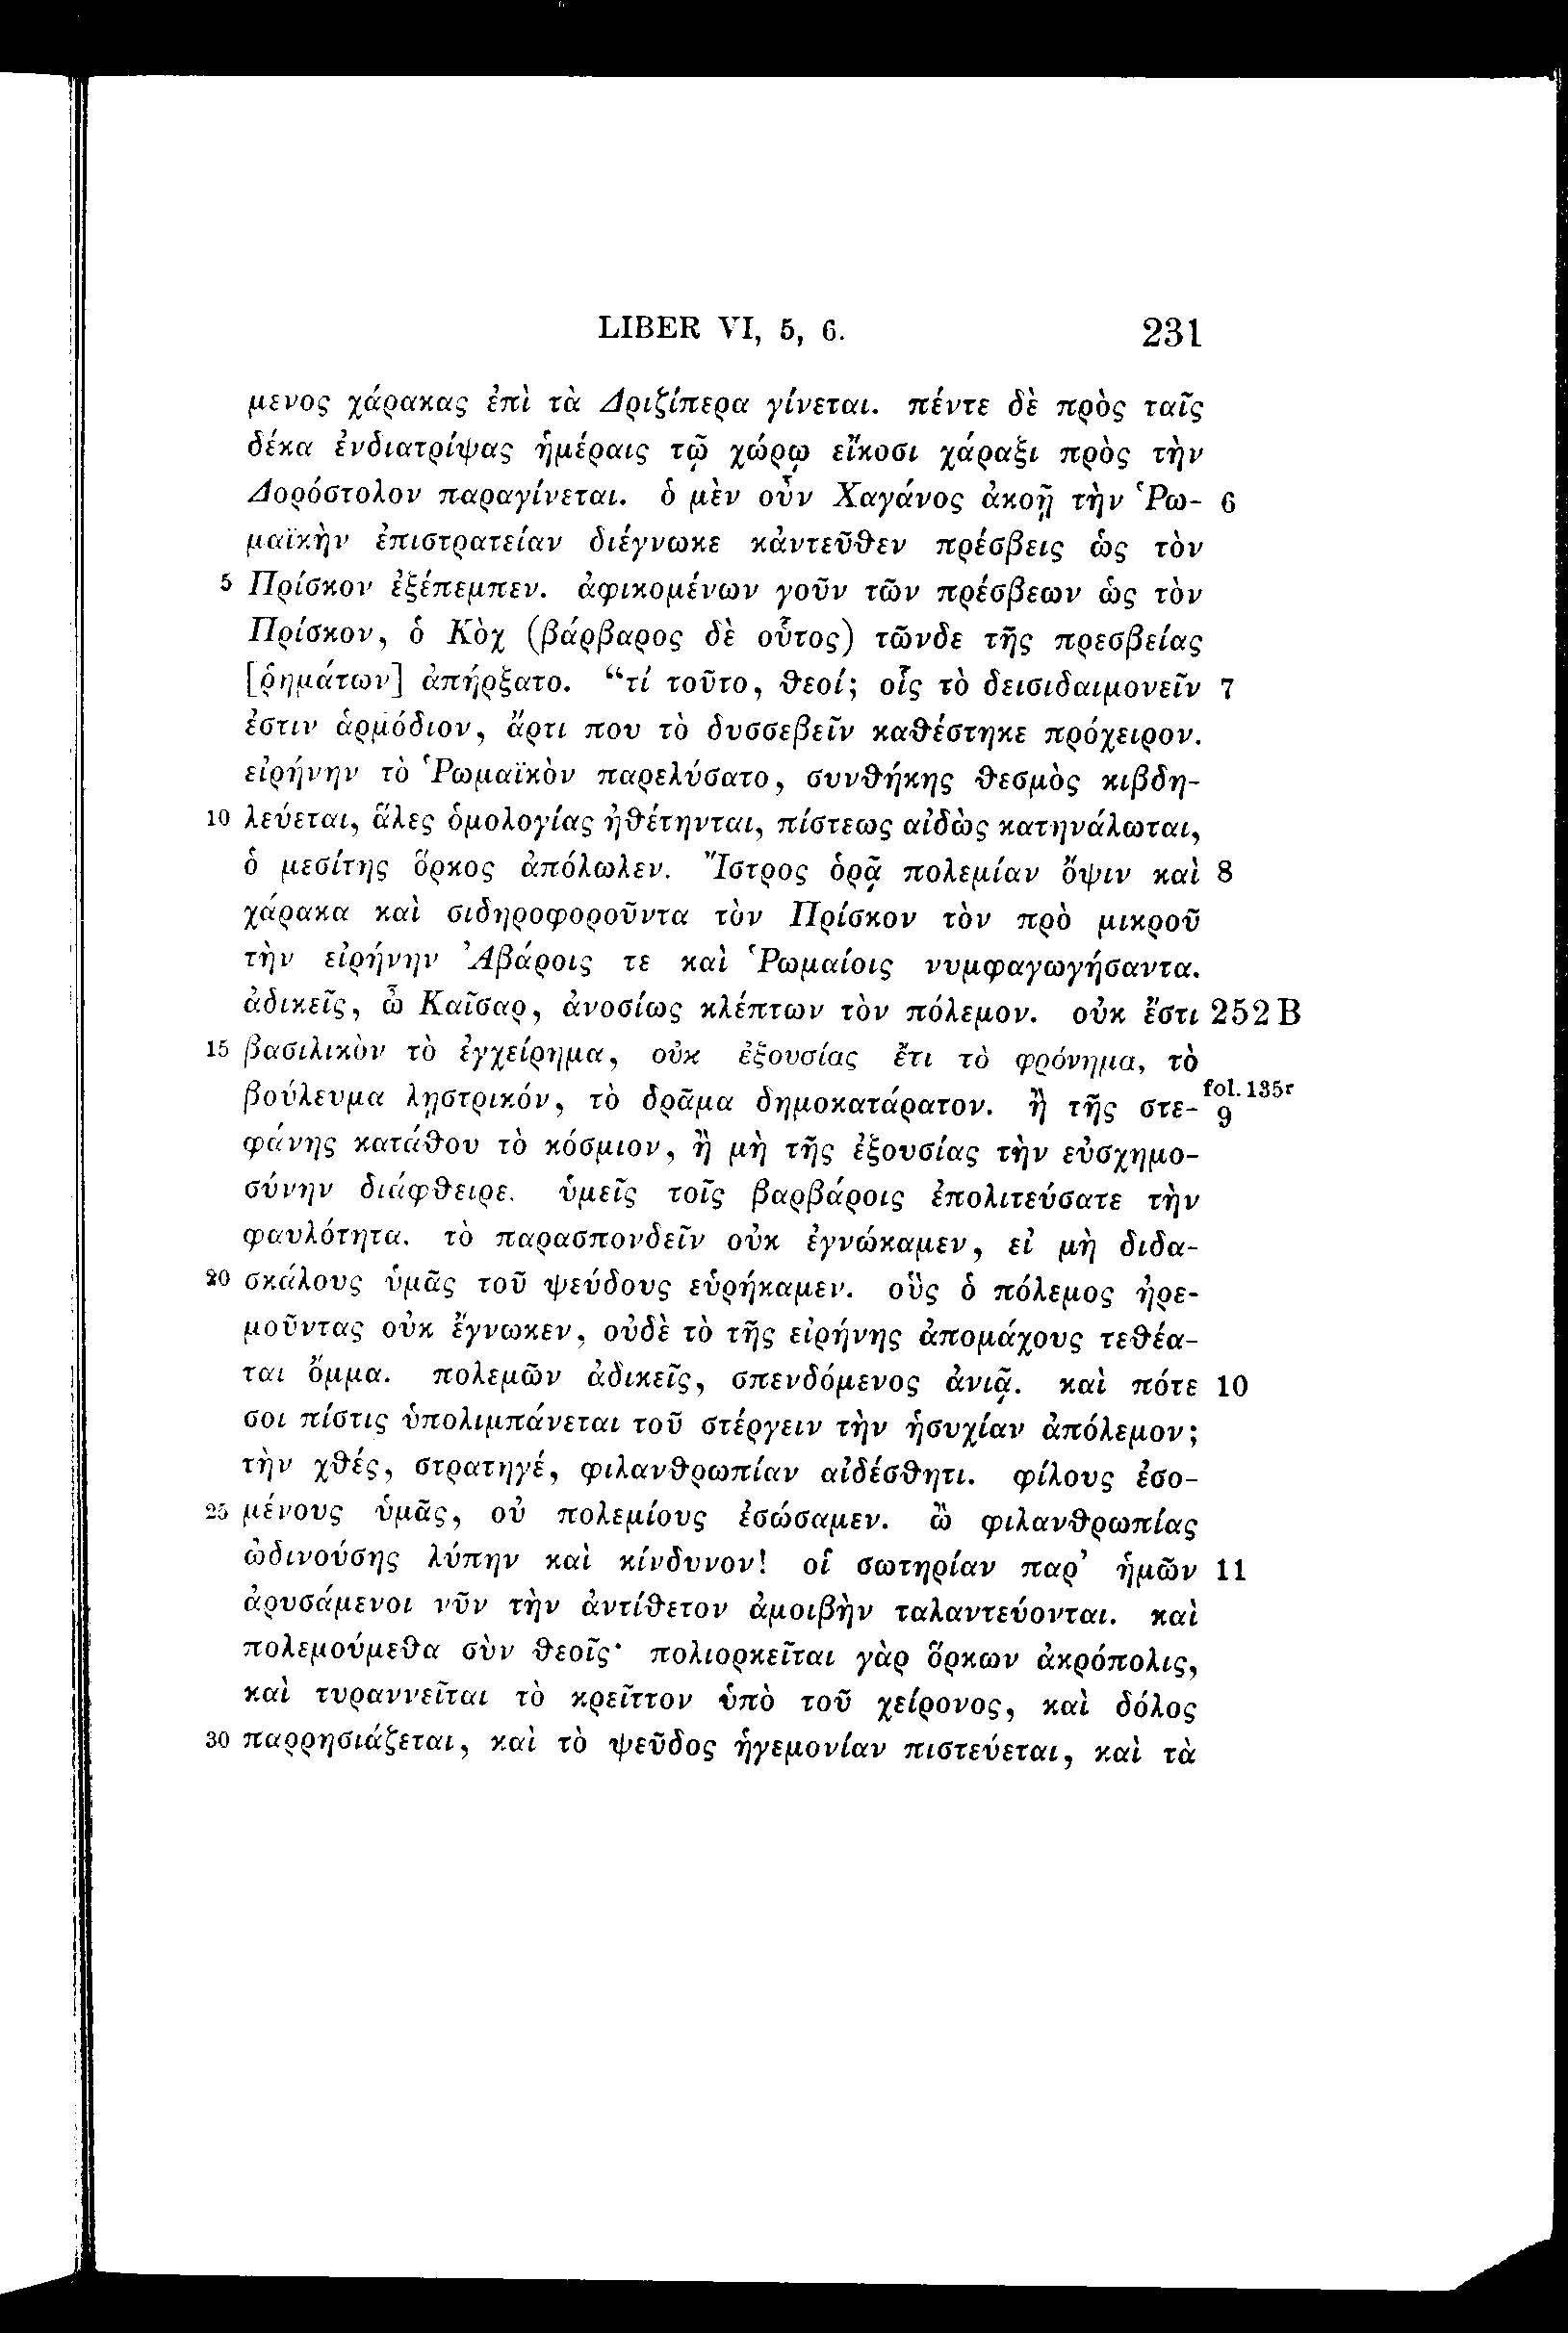 LIBER VI, 5, 6. 231
μενος χάρακας ἐπὶ τὰ Δριζίπερα γίνεται. πέντε δὲ πρὸς ταῖς
δέκα ἐνδιατρίψας ἡμέραις τῷ χώρῳ εἴκοσι χάραξι πρὸς τὴν
Δορόστολον παραγίνεται. ὁ μὲν οὖν Χαγάνος ἀκοῇ τὴν Ῥω- 6
μαϊκὴν ἐπιστρατείαν διέγνωκε κἀντεῦθεν πρέσβεις ὡς τὸν
5 Πρίσκον ἐξέπεμπεν. ἀφικομένων γοῦν τῶν πρέσβεων ὡς τὸν
Πρίσκον, ὁ Κὸχ (βάρβαρος δὲ οὗτος) τῶνδε τῆς πρεσβείας
[ῥημάτων] ἀπήρξατο. “τί τοῦτο, θεοί; οἷς τὸ δεισιδαιμονεῖν 7
ἐστιν ἁρμόδιον, ἄρτι που τὸ δυσσεβεῖν καθέστηκε πρόχειρον.
εἰρήνην τὸ Ῥωμαϊκὸν παρελύσατο, συνθήκης θεσμὸς κιβδη-
10 λεύεται, ἅλες ὁμολογίας ἠθέτηνται, πίστεως αἰδὼς κατηνάλωται,
ὁ μεσίτης ὅρκος ἀπόλωλεν. Ἴστρος ὁρᾷ πολεμίαν ὄψιν καὶ 8
χάρακα καὶ σιδηροφοροῦντα τὸν Πρίσκον τὸν πρὸ μικροῦ
τὴν εἰρήνην Ἀβάροις τε καὶ Ῥωμαίοις νυμφαγωγήσαντα.
ἀδικεῖς, ὦ Καῖσαρ, ἀνοσίως κλέπτων τὸν πόλεμον. οὐκ ἔστι 252 B
15 βασιλικὸν τὸ ἐγχείρημα, οὐκ ἐξουσίας ἔτι τὸ φρόνημα, τὸ
βούλευμα λῃστρικόν, τὸ δρᾶμα δημοκατάρατον. ἢ τῆς στε- fol. 135r 9
φάνης κατάθου τὸ κόσμιον, ἢ μὴ τῆς ἐξουσίας τὴν εὐσχημο-
σύνην διάφθειρε. ὑμεῖς τοῖς βαρβάροις ἐπολιτεύσατε τὴν
φαυλότητα. τὸ παρασπονδεῖν οὐκ ἐγνώκαμεν, εἰ μὴ διδα-
20 σκάλους ὑμᾶς τοῦ ψεύδους εὑρήκαμεν. οὓς ὁ πόλεμος ἠρε-
μοῦντας οὐκ ἔγνωκεν, οὐδὲ τὸ τῆς εἰρήνης ἀπομάχους τεθέα-
ται ὄμμα. πολεμῶν ἀδικεῖς, σπενδόμενος ἀνιᾷ. καὶ πότε 10
σοι πίστις ὑπολιμπάνεται τοῦ στέργειν τὴν ἡσυχίαν ἀπόλεμον;
τὴν χθές, στρατηγέ, φιλανθρωπίαν αἰδέσθητι. φίλους ἐσο-
25 μένους ὑμᾶς, οὐ πολεμίους ἐσώσαμεν. ὢ φιλανθρωπίας
ὠδινούσης λύπην καὶ κίνδυνον! οἱ σωτηρίαν παρ’ ἡμῶν 11
ἀρυσάμενοι νῦν τὴν ἀντίθετον ἀμοιβὴν ταλαντεύονται. καὶ
πολεμούμεθα σὺν θεοῖς· πολιορκεῖται γὰρ ὅρκων ἀκρόπολις,
καὶ τυραννεῖται τὸ κρεῖττον ὑπὸ τοῦ χείρονος, καὶ δόλος
30 παρρησιάζεται, καὶ τὸ ψεῦδος ἡγεμονίαν πιστεύεται, καὶ τὰ